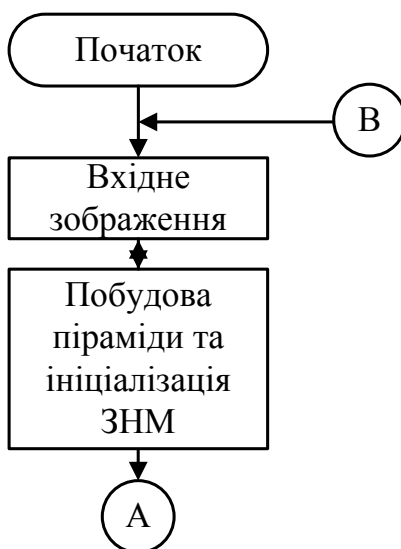 Початок
В
Вхідне
зображення
Побудова
піраміди та
ініціалізація
ЗНМ
А